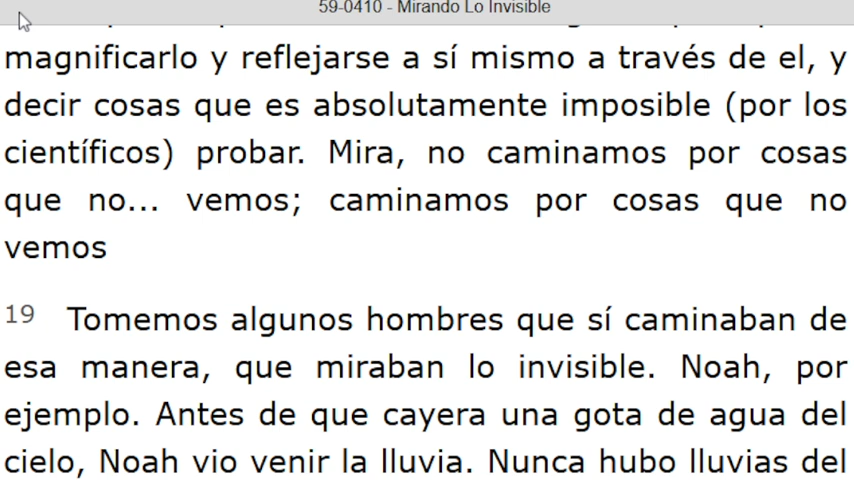 59-0410 - Mirando Lo Invisible
magnificarlo y reflejarse a sí mismo a través de el, y
decir cosas que es absolutamente imposible (por los
científicos) probar. Mira, no caminamos por cosas
que no... vemos; caminamos por cosas que no
vemos
19 Tomemos algunos hombres que sí caminaban de
esa manera, que miraban lo invisible. Noah, por
ejemplo. Antes de que cayera una gota de agua del
cielo, Noah vio venir la lluvia. Nunca hubo lluvias del